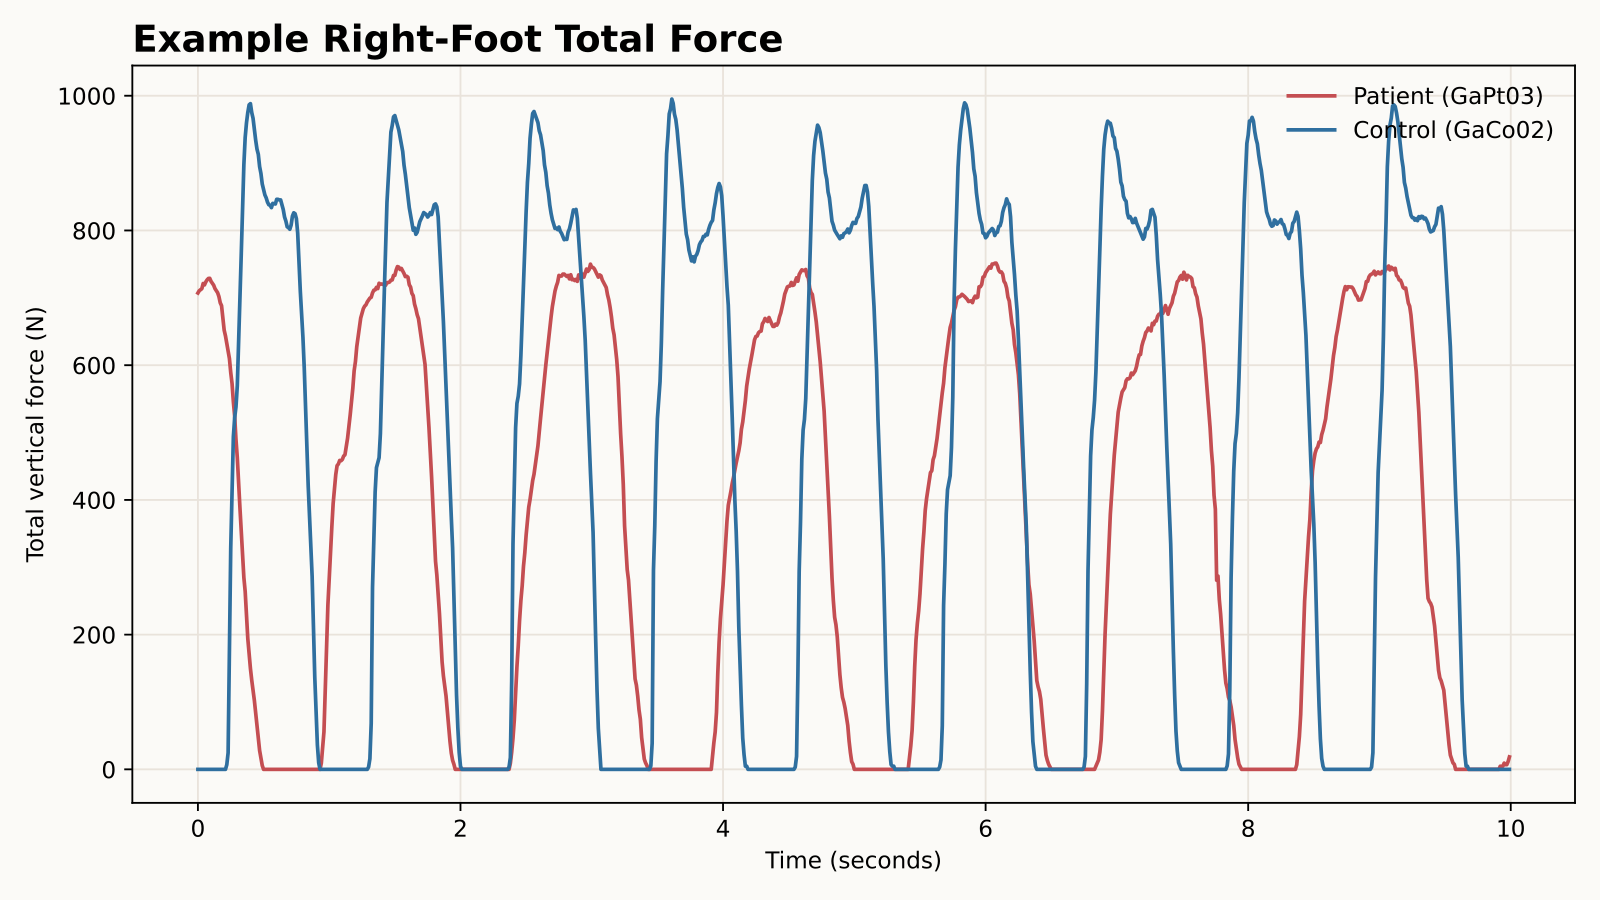 Example Right-Foot Total Force
Patient (GaPt03)
Control (GaCo02)
Total vertical force (N)
1000
800
600
400
200
0
0 2 4 6 8 10
Time (seconds)